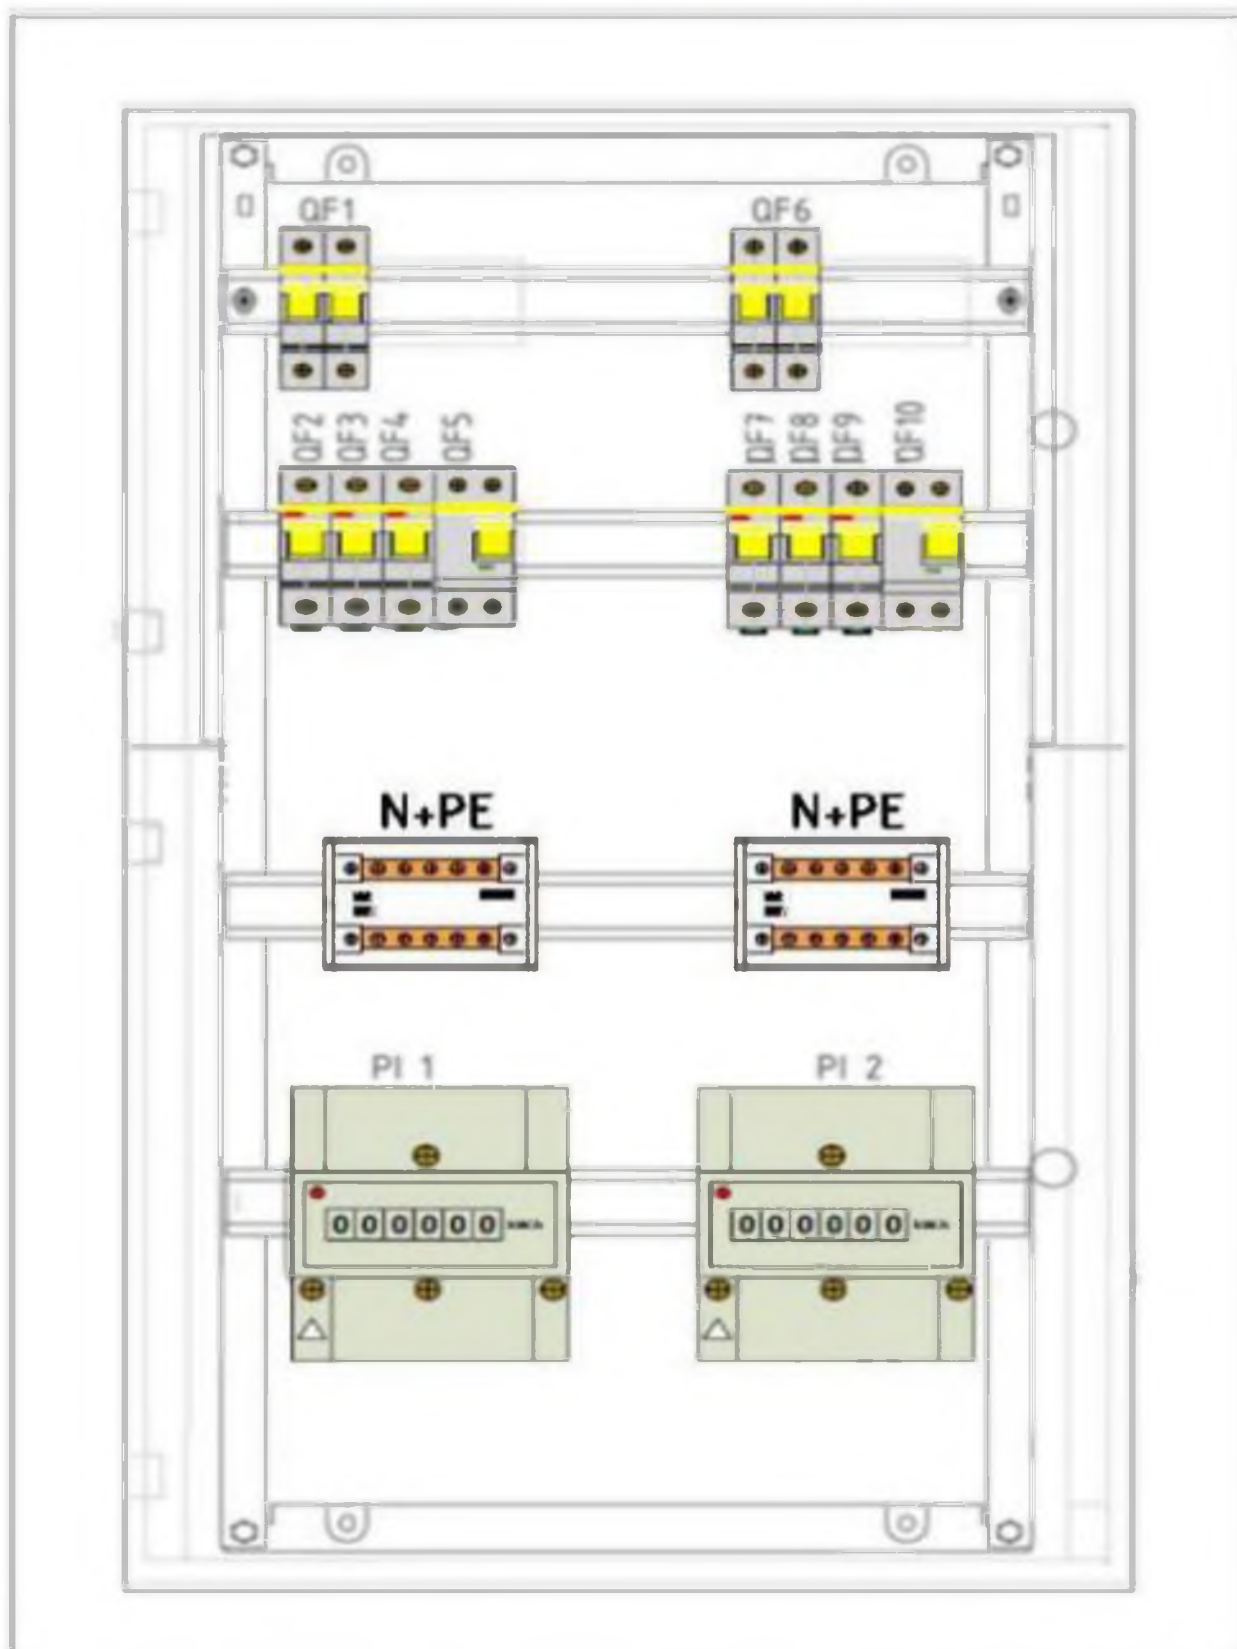 QF1 QF6
QF2 QF3 QF4 QF5 QF7 QF8 QF9 QF10
N+PE N+PE
PI 1 PI 2
000000 000000